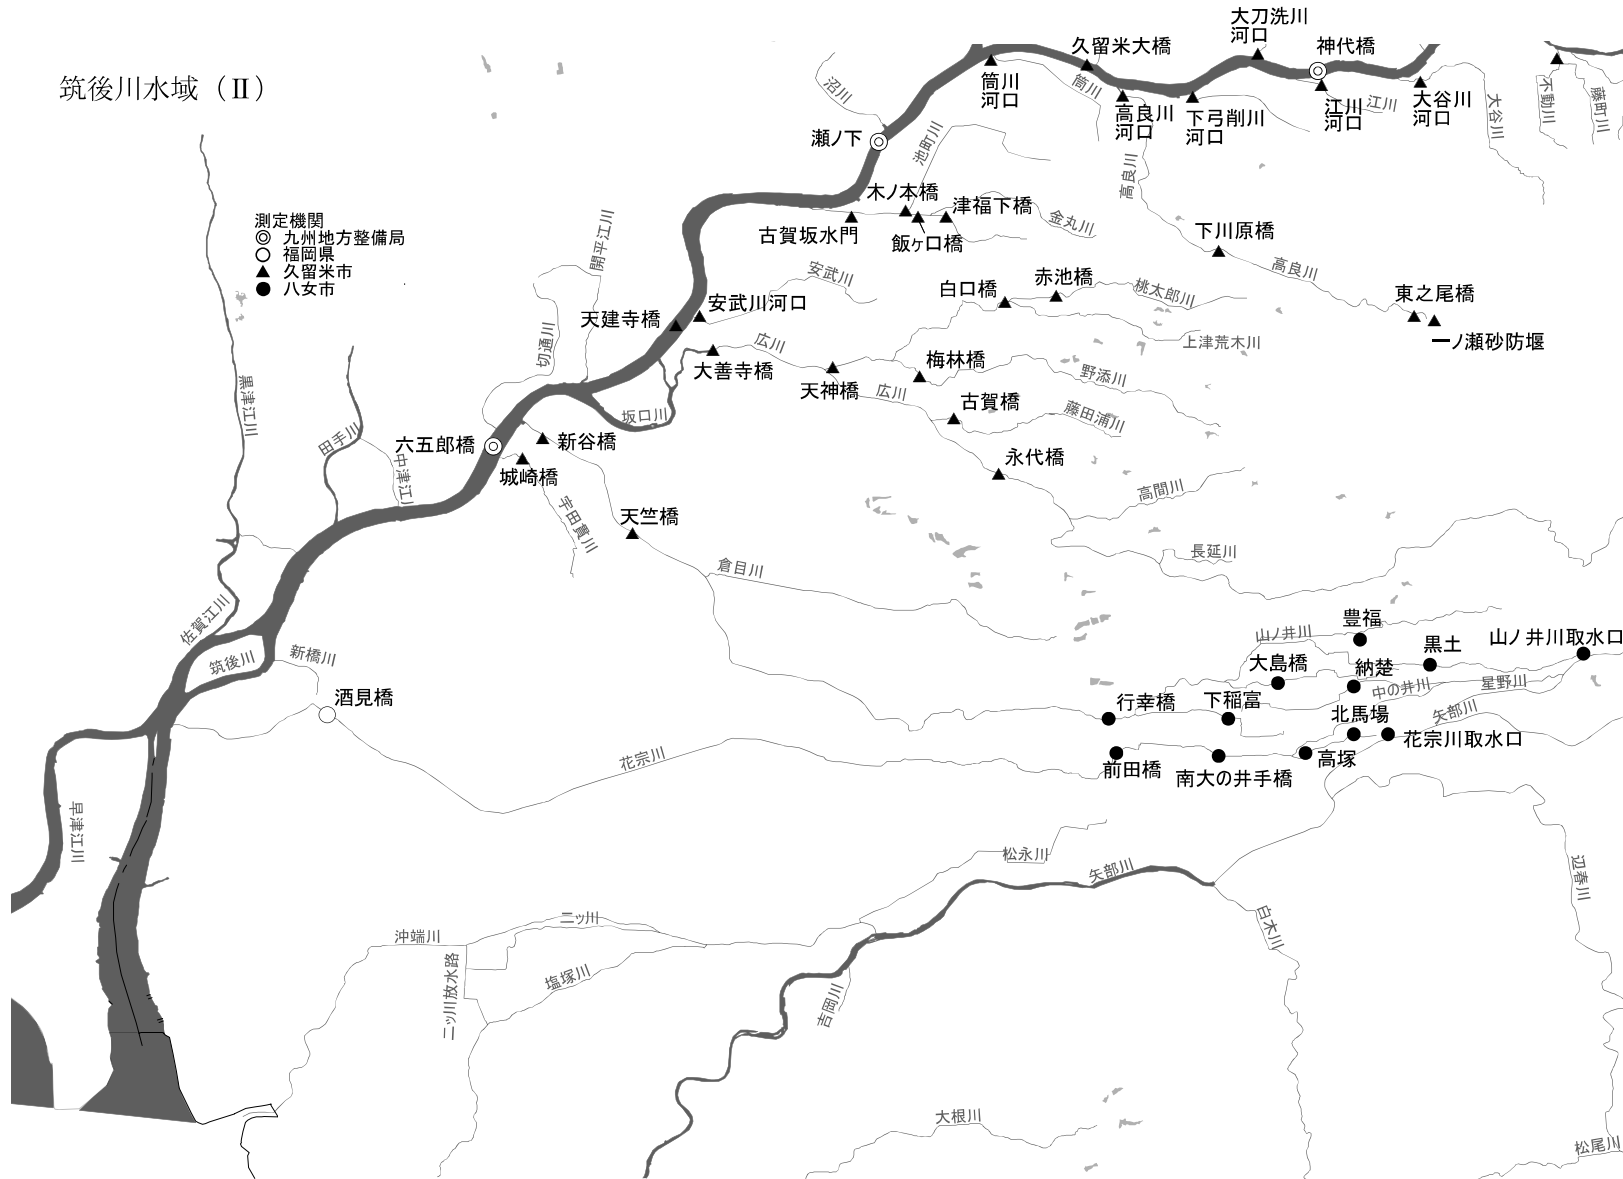 筑後川水域（Ⅱ）
測定機関
◎ 九州地方整備局
○ 福岡県
▲ 久留米市
● 八女市
大刀洗川
河口
神代橋
久留米大橋
筒川
河口
筒川
高良川
河口
下弓削川
河口
江川
河口
江川
大谷川
河口
大谷川
不動川
藤町川
沼川
瀬ノ下
池町川
高良川
木ノ本橋
津福下橋
金丸川
古賀坂水門
飯ヶ口橋
下川原橋
高良川
東之尾橋
一ノ瀬砂防堰
開平江川
安武川
安武川河口
白口橋
赤池橋
桃太郎川
天建寺橋
切通川
広川
大善寺橋
上津荒木川
梅林橋
野添川
天神橋
広川
古賀橋
藤田浦川
黒津江川
坂口川
田手川
中津江川
六五郎橋
新谷橋
城崎橋
永代橋
高間川
宇田貫川
天竺橋
長延川
倉目川
佐賀江川
筑後川
新橋川
酒見橋
豊福
山ノ井川
黒土
山ノ井川取水口
大島橋
納楚
中の井川
星野川
行幸橋
下稲富
北馬場
矢部川
花宗川取水口
前田橋
南大の井手橋
高塚
花宗川
早津江川
松永川
矢部川
辺春川
二ッ川
沖端川
白木川
二ッ川放水路
塩塚川
吉岡川
大根川
松尾川